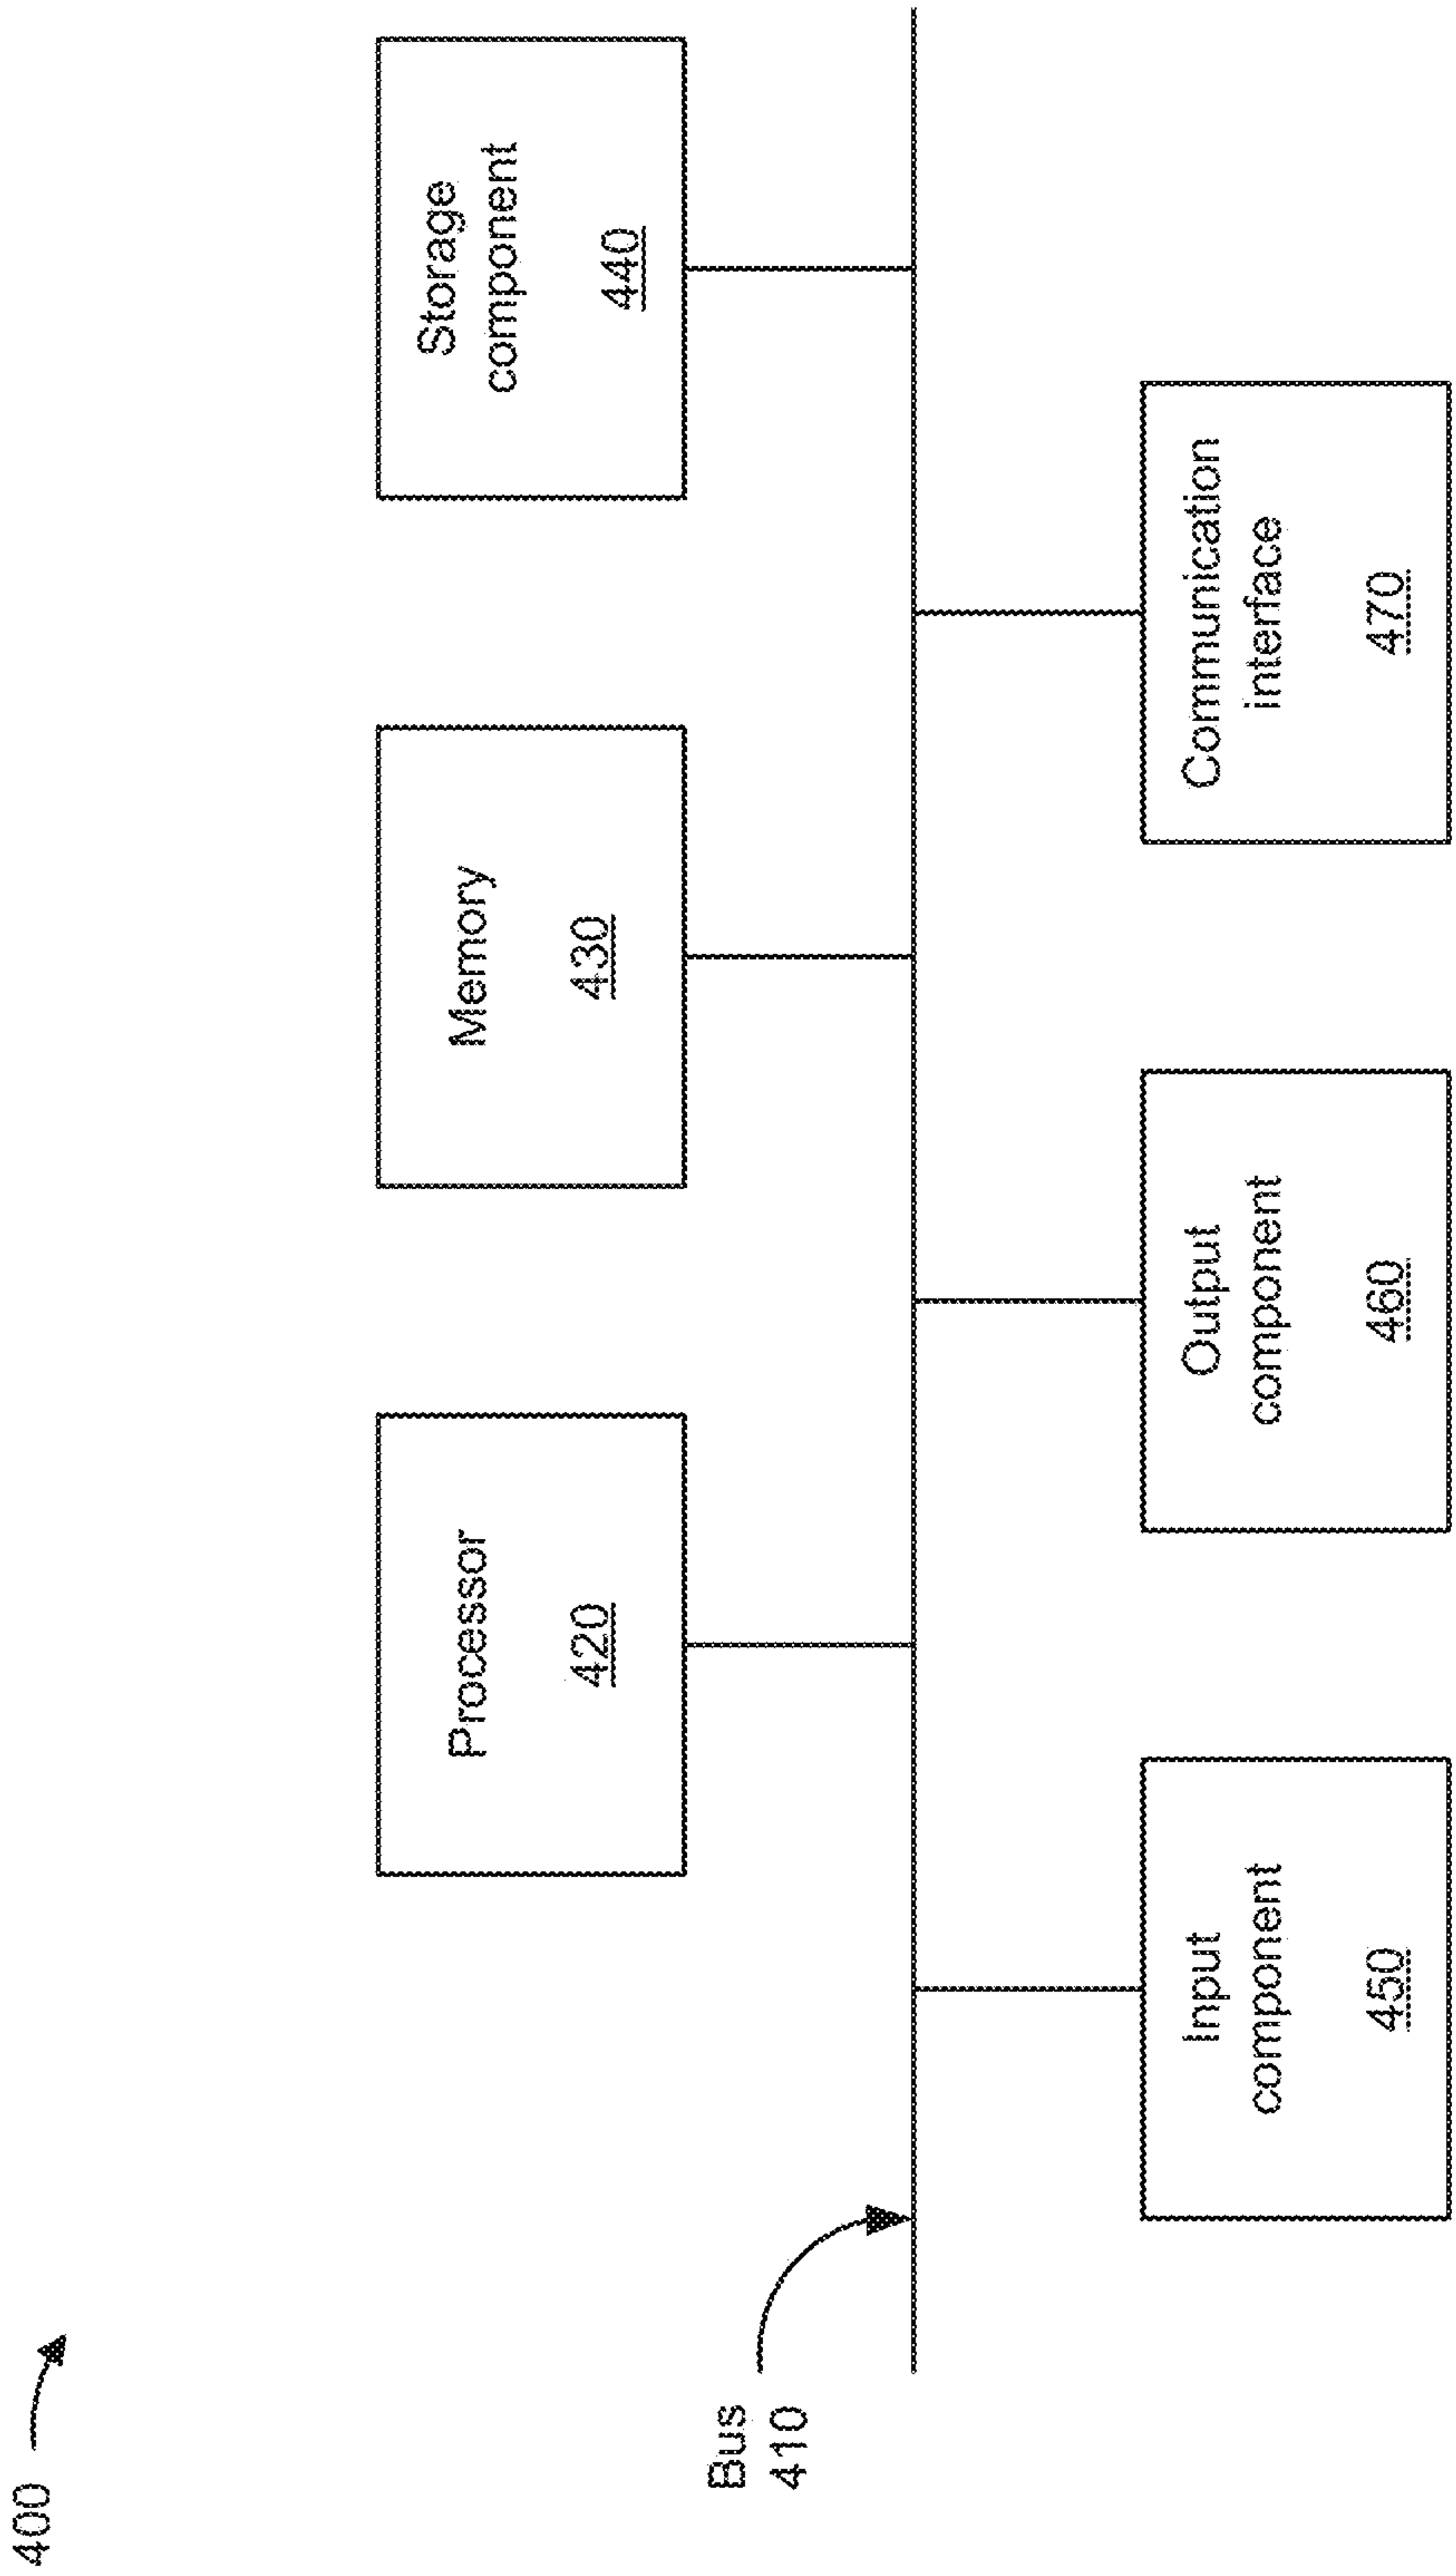 400
Bus
410
Processor
420
Memory
430
Storage
component
440
Input
component
450
Output
component
460
Communication
interface
470